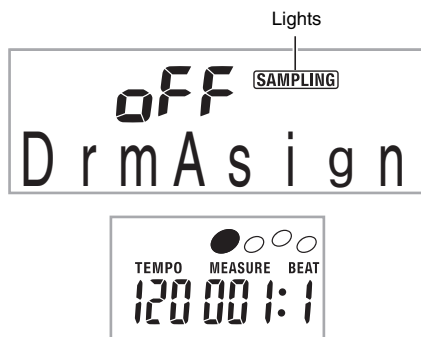 Lights
oFF SAMPLING
DrmAsign
TEMPO MEASURE BEAT
120 001:1